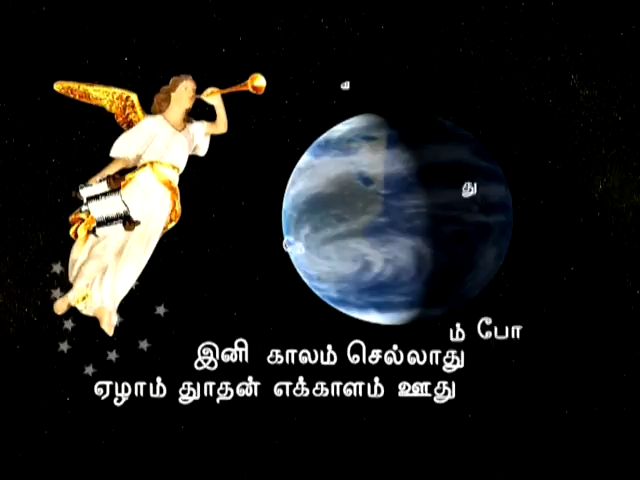 து
ம் போ
இனி காலம் செல்லாது
ஏழாம் தூதன் எக்காளம் ஊது